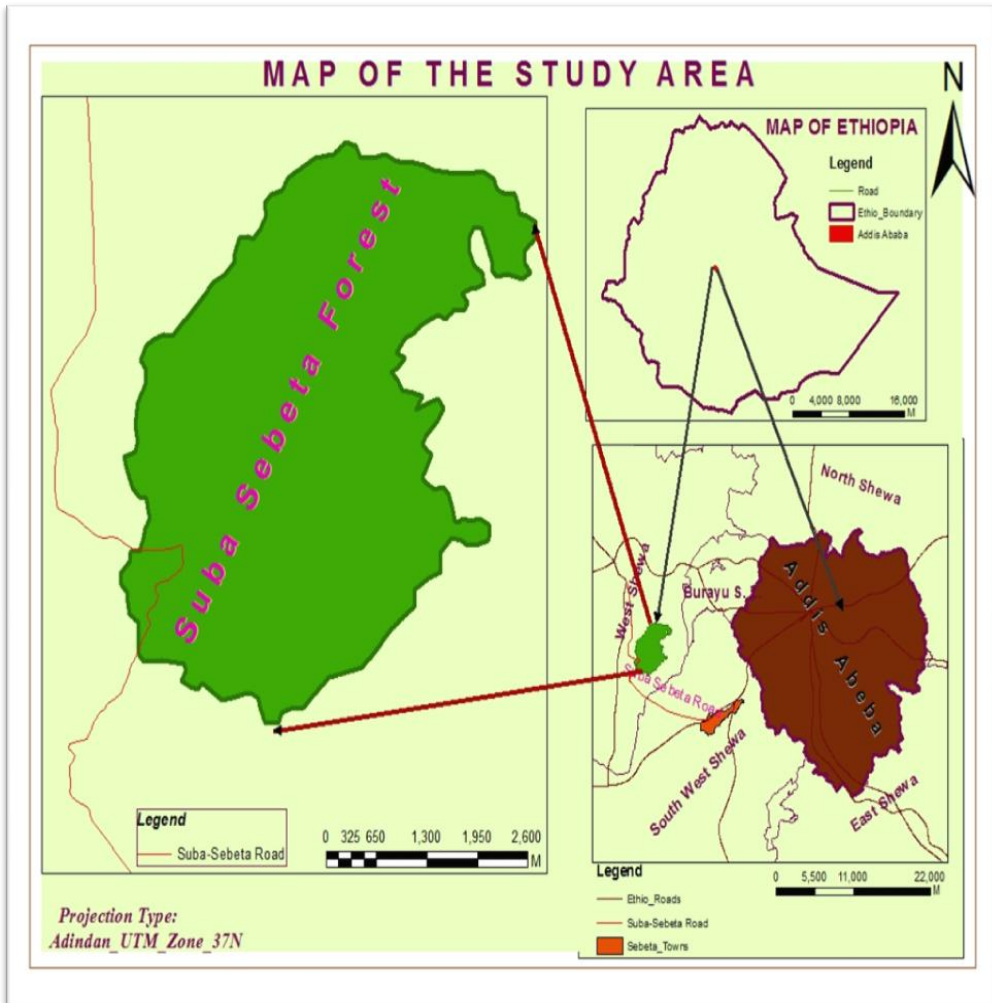 MAP OF THE STUDY AREA
N
Suba Sebeta Forest
Legend
Suba-Sebeta Road
0 325 650 1,300 1,950 2,600
M
Projection Type:
Adindan_UTM_Zone_37N
MAP OF ETHIOPIA
Legend
Road
Ethio_Boundary
Addis Ababa
0 4,000 8,000 16,000
M
North Shewa
West Shewa
Burayu S.
Addis Abeba
Suba Sebeta Road
South West Shewa
East Shewa
Legend
Ethio_Roads
Suba-Sebeta Road
Sebeta_Towns
0 5,500 11,000 22,000
M